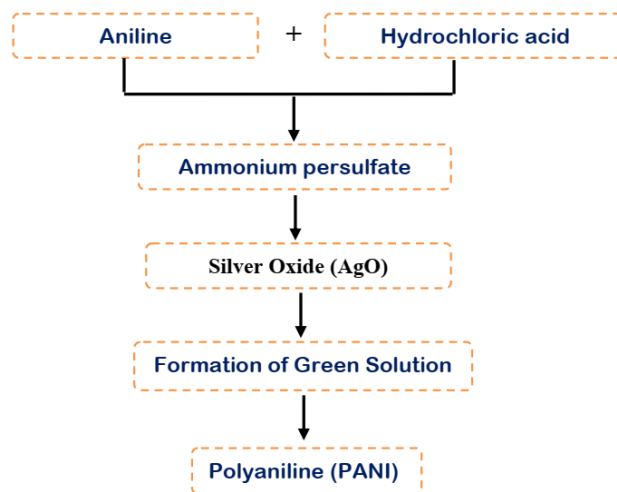 Aniline + Hydrochloric acid
Ammonium persulfate
Silver Oxide (AgO)
Formation of Green Solution
Polyaniline (PANI)